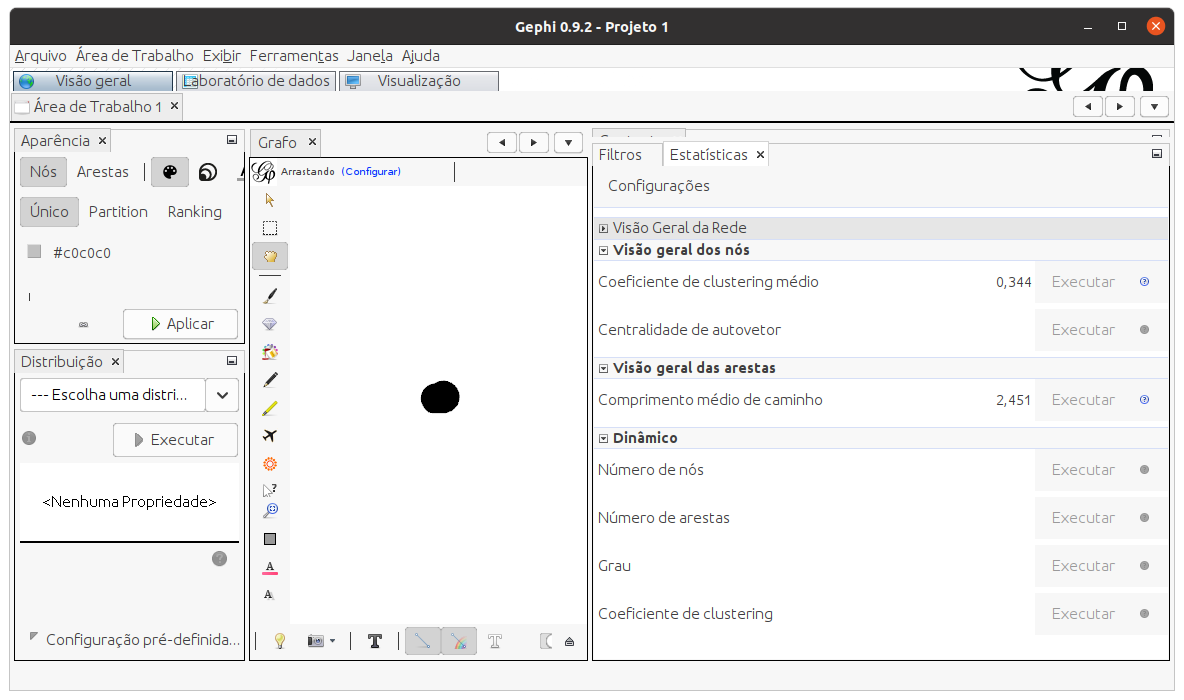 Gephi 0.9.2 - Projeto 1
Arquivo Área de Trabalho Exibir Ferramentas Janela Ajuda
Visão geral Laboratório de dados Visualização
Área de Trabalho 1
Aparência
Nós Arestas
Único Partition Ranking
#c0c0c0
Aplicar
Distribuição
--- Escolha uma distri...
Executar
<Nenhuma Propriedade>
Configuração pré-definida...
Grafo
Arrastando (Configurar)
Filtros Estatísticas
Configurações
Visão Geral da Rede
Visão geral dos nós
Coeficiente de clustering médio 0,344 Executar
Centralidade de autovetor Executar
Visão geral das arestas
Comprimento médio de caminho 2,451 Executar
Dinâmico
Número de nós Executar
Número de arestas Executar
Grau Executar
Coeficiente de clustering Executar